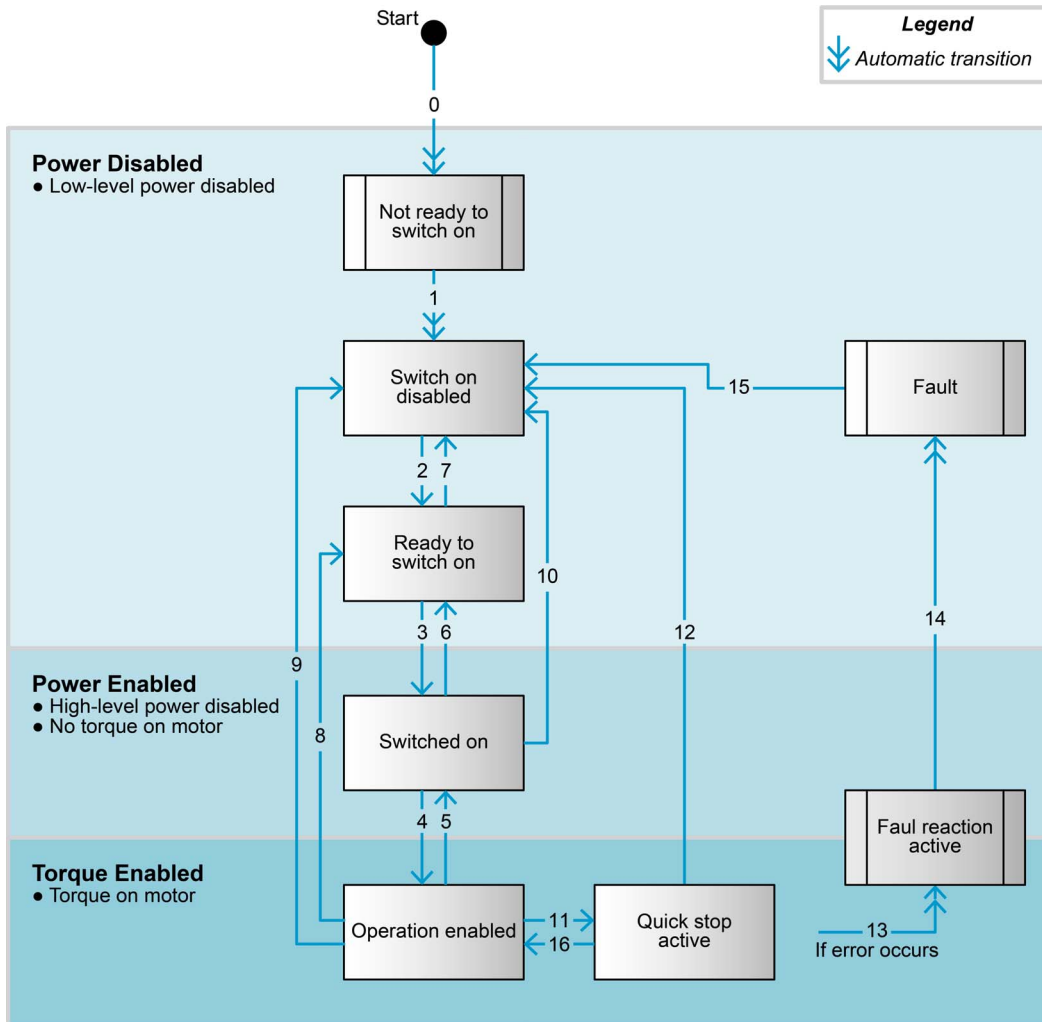 Start
Legend
Automatic transition
0
Power Disabled
● Low-level power disabled
Not ready to
switch on
1
Switch on
disabled
15
Fault
2
7
Ready to
switch on
10
3
6
12
14
9
Power Enabled
● High-level power disabled
● No torque on motor
8
Switched on
4
5
Faul reaction
active
Torque Enabled
● Torque on motor
Operation enabled
11
16
Quick stop
active
13
If error occurs